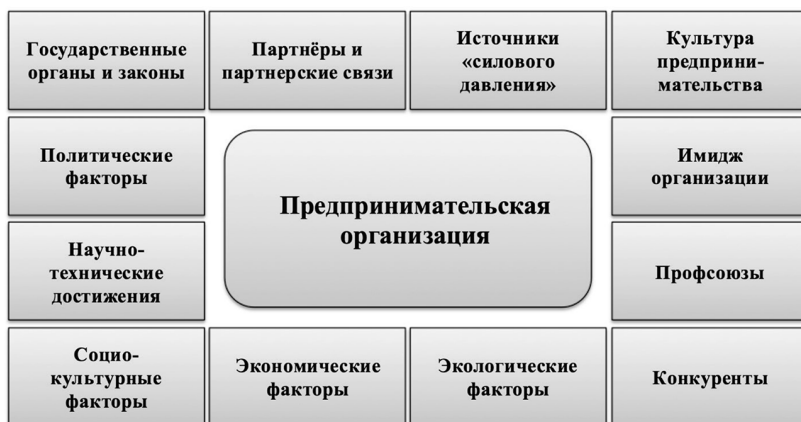 Государственные
органы и законы
Партнёры и
партнерские связи
Источники
«силового
давления»
Культура
предприни-
мательства
Политические
факторы
Предпринимательская
организация
Имидж
организации
Научно-
технические
достижения
Профсоюзы
Социо-
культурные
факторы
Экономические
факторы
Экологические
факторы
Конкуренты